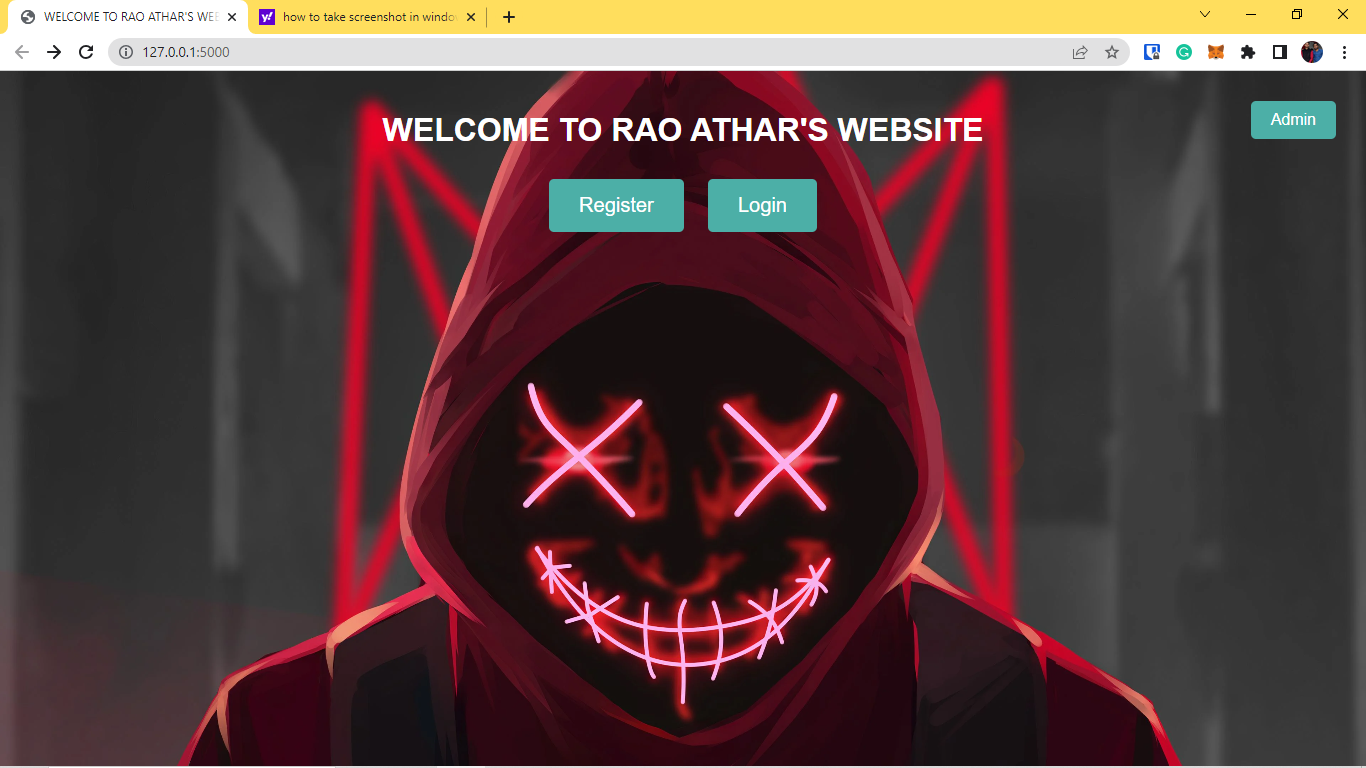 WELCOME TO RAO ATHAR'S WE
how to take screenshot in windo
127.0.0.1:5000
WELCOME TO RAO ATHAR'S WEBSITE
Admin
Register
Login